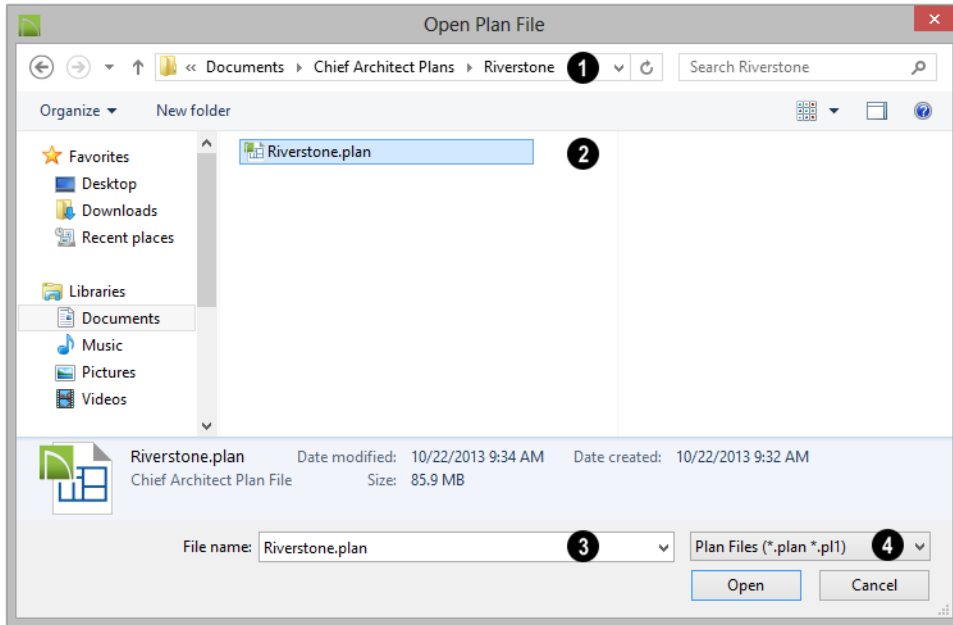 Open Plan File
« Documents Chief Architect Plans Riverstone 1 Search Riverstone
Organize New folder
Favorites
Desktop
Downloads
Recent places
Libraries
Documents
Music
Pictures
Videos
Riverstone.plan 2
Riverstone.plan Date modified: 10/22/2013 9:34 AM Date created: 10/22/2013 9:32 AM
Chief Architect Plan File Size: 85.9 MB
File name: Riverstone.plan 3 Plan Files (*.plan *.pl1) 4
Open Cancel